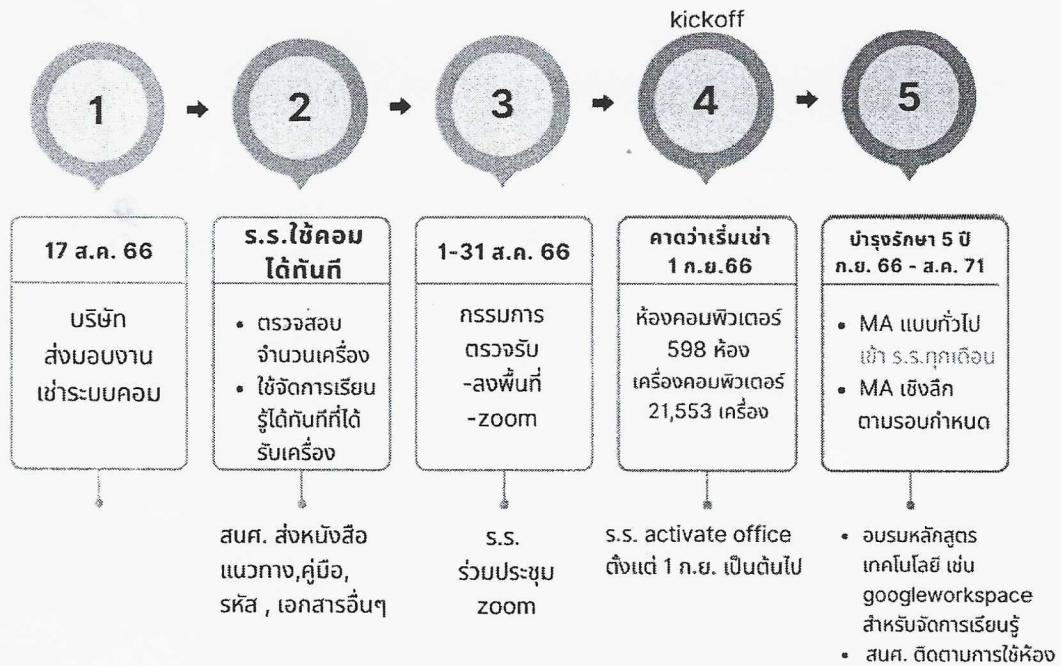 kickoff
1
2
3
4
5
17 ส.ค. 66
บริษัท
ส่งมอบงาน
เช่าระบบคอม
ร.ร.ใช้คอม
ได้ทันที
• ตรวจสอบ
จำนวนเครื่อง
• ใช้จัดการเรียน
รู้ได้ทันทีที่ได้
รับเครื่อง
สนศ. ส่งหนังสือ
แนวทาง,คู่มือ,
รหัส , เอกสารอื่นๆ
1-31 ส.ค. 66
กรรมการ
ตรวจรับ
-ลงพื้นที่
-zoom
ร.ร.
ร่วมประชุม
zoom
คาดว่าเริ่มเช่า
1 ก.ย.66
ห้องคอมพิวเตอร์
598 ห้อง
เครื่องคอมพิวเตอร์
21,553 เครื่อง
ร.ร. activate office
ตั้งแต่ 1 ก.ย. เป็นต้นไป
บำรุงรักษา 5 ปี
ก.ย. 66 - ส.ค. 71
• MA แบบทั่วไป
เข้า ร.ร.ทุกเดือน
• MA เชิงลึก
ตามรอบกำหนด
• อบรมหลักสูตร
เทคโนโลยี เช่น
googleworkspace
สำหรับจัดการเรียนรู้
• สนศ. ติดตามการใช้ห้อง